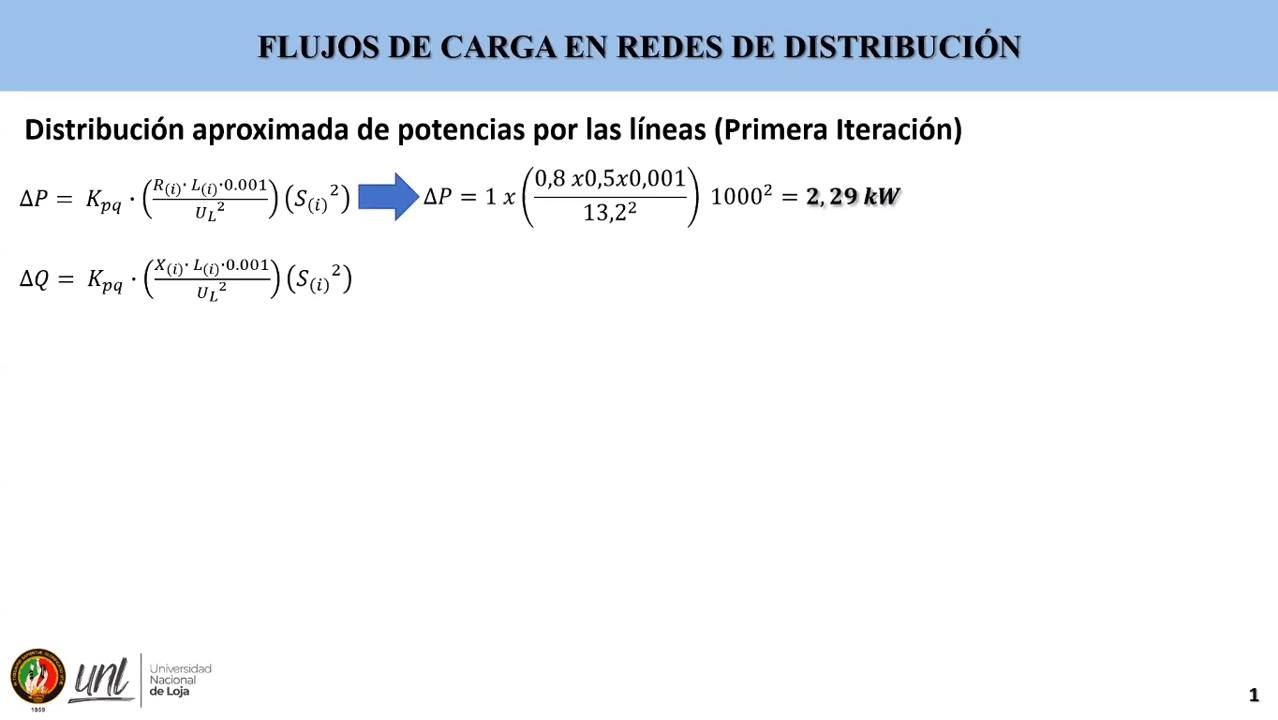 FLUJOS DE CARGA EN REDES DE DISTRIBUCIÓN
Distribución aproximada de potencias por las líneas (Primera Iteración)
ΔP = K_pq · (R_(i)· L_(i)·0.001 / U_L²) (S_(i)²)
ΔP = 1 x (0,8 x0,5x0,001 / 13,2²) 1000² = 2,29 kW
ΔQ = K_pq · (X_(i)· L_(i)·0.001 / U_L²) (S_(i)²)
1859
unl
Universidad
Nacional
de Loja
1